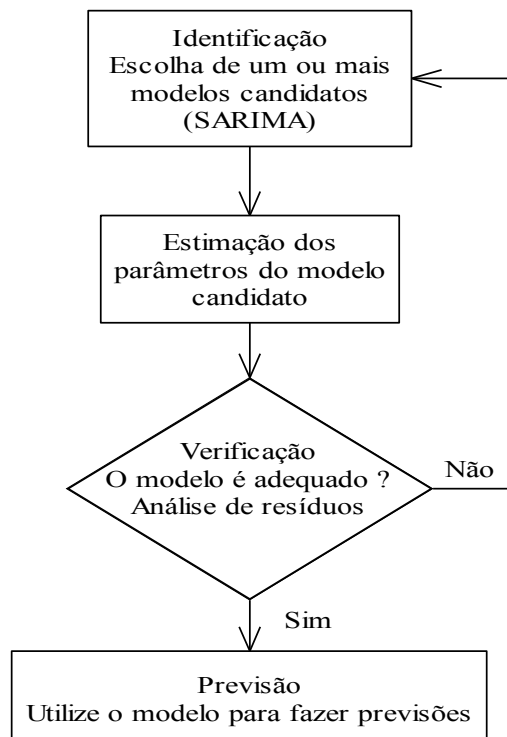 Identificação
Escolha de um ou mais
modelos candidatos
(SARIMA)
Estimação dos
parâmetros do modelo
candidato
Verificação
O modelo é adequado ?
Análise de resíduos
Não
Sim
Previsão
Utilize o modelo para fazer previsões